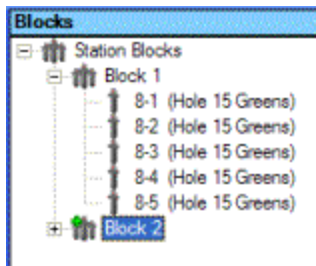 Blocks
Station Blocks
Block 1
8-1 (Hole 15 Greens)
8-2 (Hole 15 Greens)
8-3 (Hole 15 Greens)
8-4 (Hole 15 Greens)
8-5 (Hole 15 Greens)
Block 2